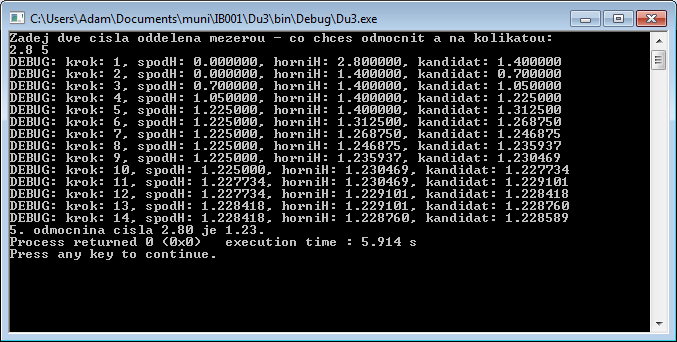 C:\Users\Adam\Documents\muni\IB001\Du3\bin\Debug\Du3.exe
Zadej dve cisla oddelena mezerou - co chces odmocnit a na kolikatou:
2.8 5
DEBUG: krok: 1, spodH: 0.000000, horniH: 2.800000, kandidat: 1.400000
DEBUG: krok: 2, spodH: 0.000000, horniH: 1.400000, kandidat: 0.700000
DEBUG: krok: 3, spodH: 0.700000, horniH: 1.400000, kandidat: 1.050000
DEBUG: krok: 4, spodH: 1.050000, horniH: 1.400000, kandidat: 1.225000
DEBUG: krok: 5, spodH: 1.225000, horniH: 1.400000, kandidat: 1.312500
DEBUG: krok: 6, spodH: 1.225000, horniH: 1.312500, kandidat: 1.268750
DEBUG: krok: 7, spodH: 1.225000, horniH: 1.268750, kandidat: 1.246875
DEBUG: krok: 8, spodH: 1.225000, horniH: 1.246875, kandidat: 1.235937
DEBUG: krok: 9, spodH: 1.225000, horniH: 1.235937, kandidat: 1.230469
DEBUG: krok: 10, spodH: 1.225000, horniH: 1.230469, kandidat: 1.227734
DEBUG: krok: 11, spodH: 1.227734, horniH: 1.230469, kandidat: 1.229101
DEBUG: krok: 12, spodH: 1.227734, horniH: 1.229101, kandidat: 1.228418
DEBUG: krok: 13, spodH: 1.228418, horniH: 1.229101, kandidat: 1.228760
DEBUG: krok: 14, spodH: 1.228418, horniH: 1.228760, kandidat: 1.228589
5. odmocnina cisla 2.80 je 1.23.
Process returned 0 (0x0)   execution time : 5.914 s
Press any key to continue.